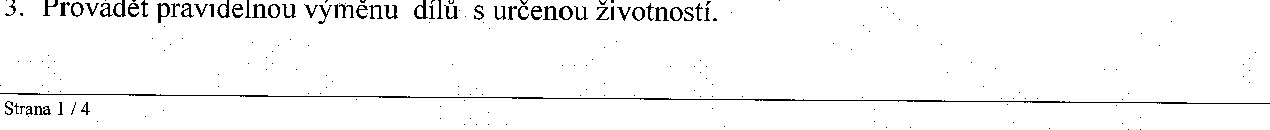 3. Provádět pravidelnou výměnu dílů s určenou životností.
Strana 1 / 4